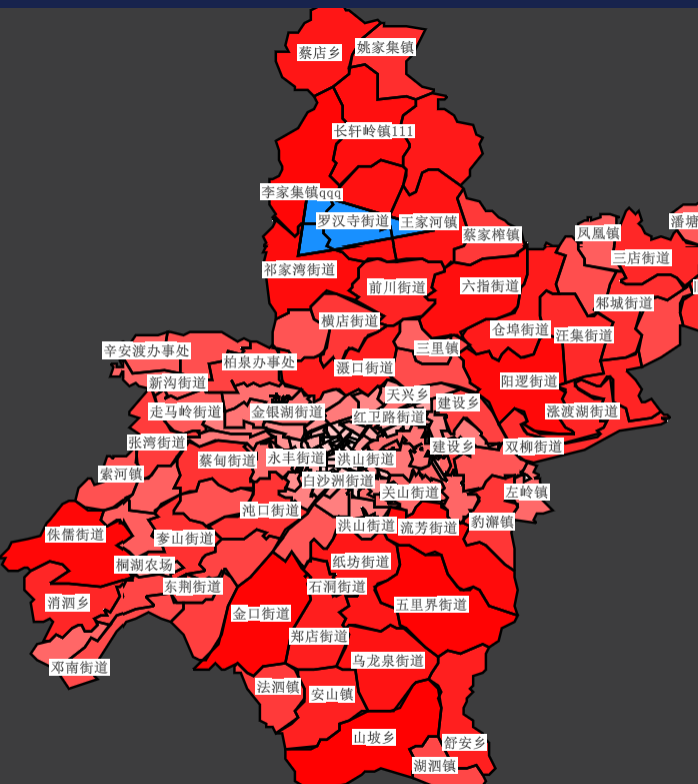 蔡店乡
姚家集镇
长轩岭镇111
李家集镇qqq
罗汉寺街道
王家河镇
蔡家榨镇
潘塘
凤凰镇
三店街道
祁家湾街道
前川街道
六指街道
邾城街道
横店街道
仓埠街道
汪集街道
辛安渡办事处
柏泉办事处
三里镇
滠口街道
新沟街道
阳逻街道
天兴乡
建设乡
走马岭街道
金银湖街道
红卫路街道
涨渡湖街道
张湾街道
建设乡
双柳街道
蔡甸街道
永丰街道
洪山街道
索河镇
白沙洲街道
关山街道
左岭镇
沌口街道
洪山街道
流芳街道
豹澥镇
侏儒街道
奓山街道
桐湖农场
纸坊街道
东荆街道
石洞街道
消泗乡
金口街道
五里界街道
郑店街道
邓南街道
乌龙泉街道
法泗镇
安山镇
山坡乡
舒安乡
湖泗镇